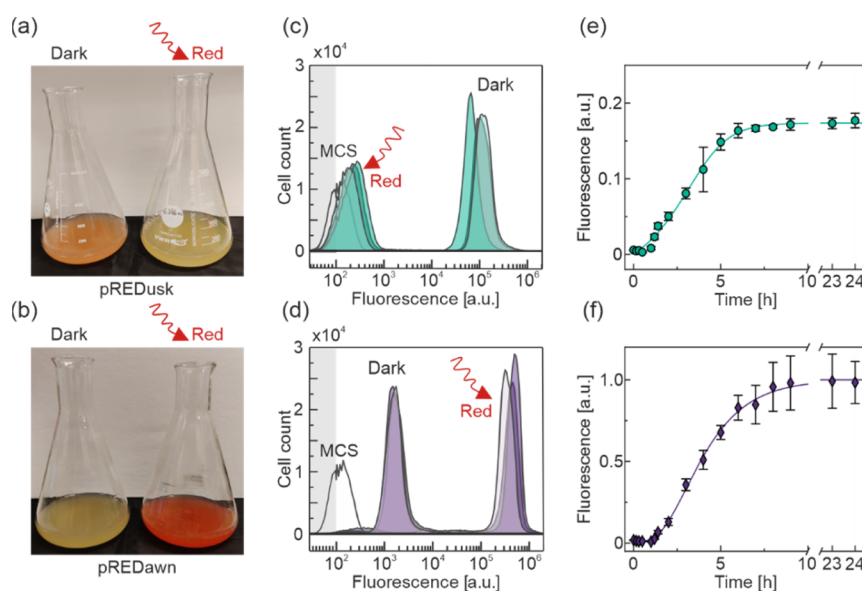 (a)
Dark
Red
pREDusk
(b)
Dark
Red
pREDawn
(c)
x10⁴
3
2
1
0
Cell count
MCS
Red
Dark
10² 10³ 10⁴ 10⁵ 10⁶
Fluorescence [a.u.]
(d)
x10⁴
3
2
1
0
Cell count
MCS
Dark
Red
10² 10³ 10⁴ 10⁵ 10⁶
Fluorescence [a.u.]
(e)
0.2
0.1
0
Fluorescence [a.u.]
0 5 10 23 24
Time [h]
(f)
1.0
0.5
0
Fluorescence [a.u.]
0 5 10 23 24
Time [h]